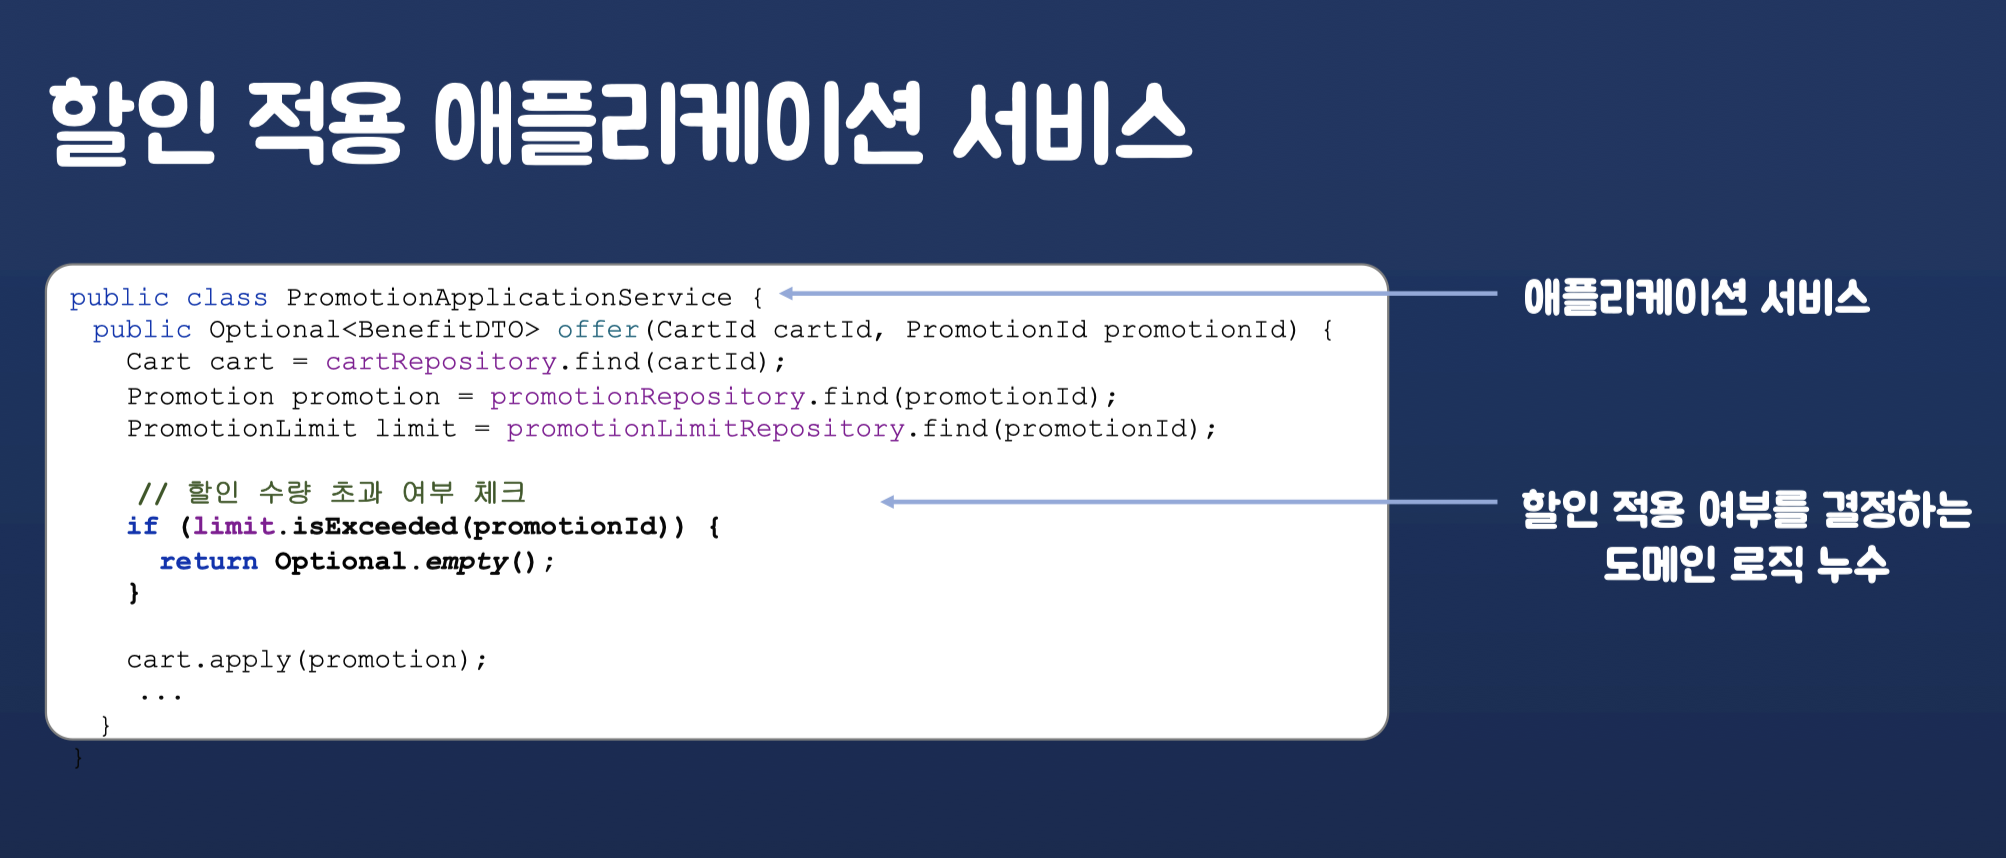 할인 적용 애플리케이션 서비스
public class PromotionApplicationService {
public Optional<BenefitDTO> offer(CartId cartId, PromotionId promotionId) {
Cart cart = cartRepository.find(cartId);
Promotion promotion = promotionRepository.find(promotionId);
PromotionLimit limit = promotionLimitRepository.find(promotionId);
// 할인 수량 초과 여부 체크
if (limit.isExceeded(promotionId)) {
return Optional.empty();
}
cart.apply(promotion);
...
}
}
애플리케이션 서비스
할인 적용 여부를 결정하는
도메인 로직 누수